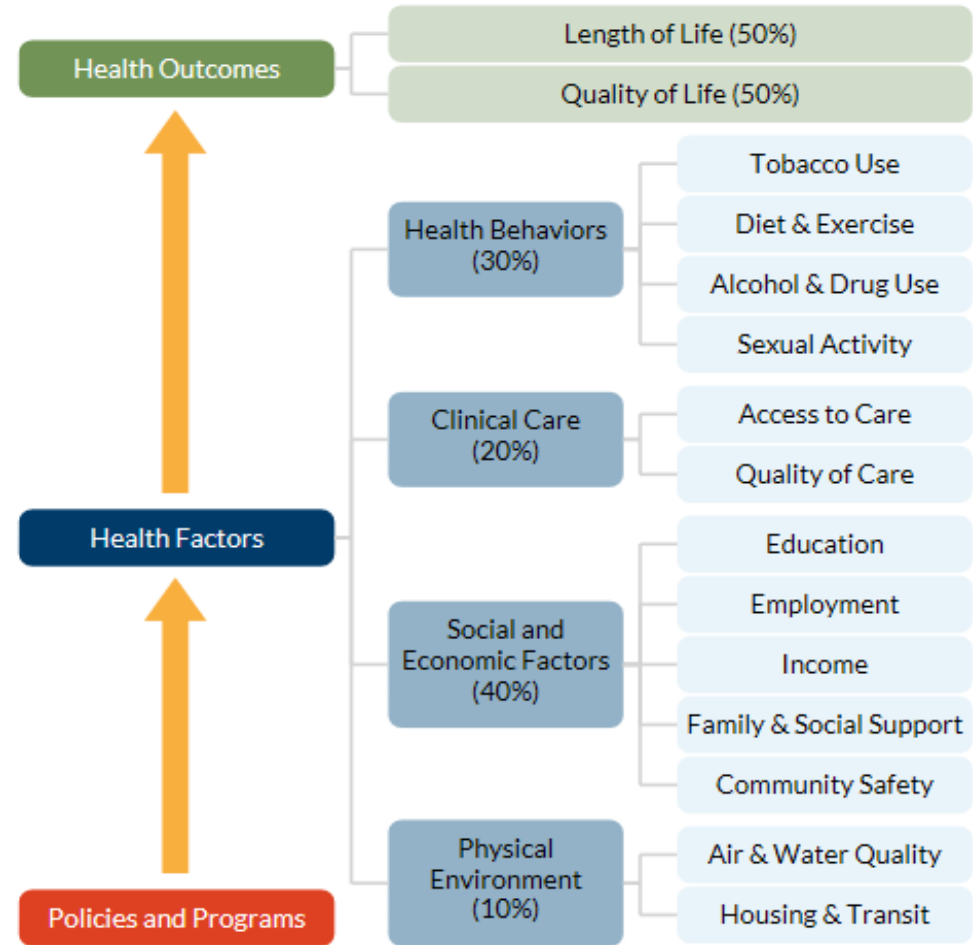 Health Outcomes
Length of Life (50%)
Quality of Life (50%)
Health Factors
Health Behaviors
(30%)
Tobacco Use
Diet & Exercise
Alcohol & Drug Use
Sexual Activity
Clinical Care
(20%)
Access to Care
Quality of Care
Social and
Economic Factors
(40%)
Education
Employment
Income
Family & Social Support
Community Safety
Physical
Environment
(10%)
Air & Water Quality
Housing & Transit
Policies and Programs